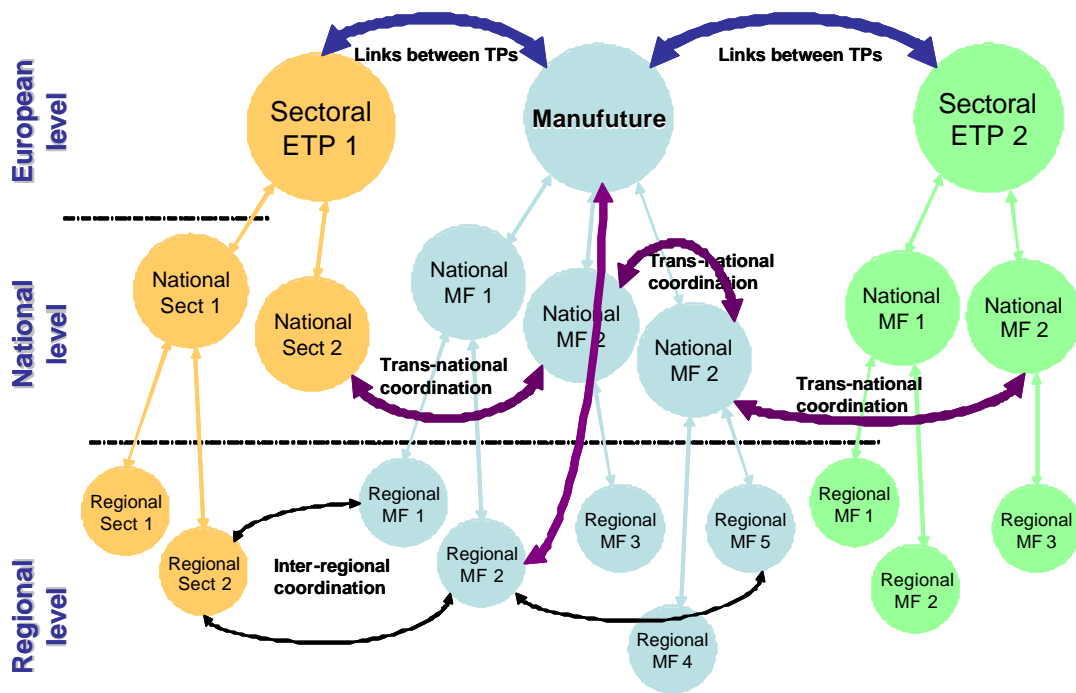 European
level
Links between TPs
Links between TPs
Sectoral
ETP 1
Manufuture
Sectoral
ETP 2
National
level
National
Sect 1
National
Sect 2
National
MF 1
National
MF 2
Trans-national
coordination
National
MF 2
National
MF 1
National
MF 2
Trans-national
coordination
Trans-national
coordination
Regional
level
Regional
Sect 1
Regional
Sect 2
Inter-regional
coordination
Regional
MF 1
Regional
MF 2
Regional
MF 3
Regional
MF 4
Regional
MF 5
Regional
MF 1
Regional
MF 2
Regional
MF 3